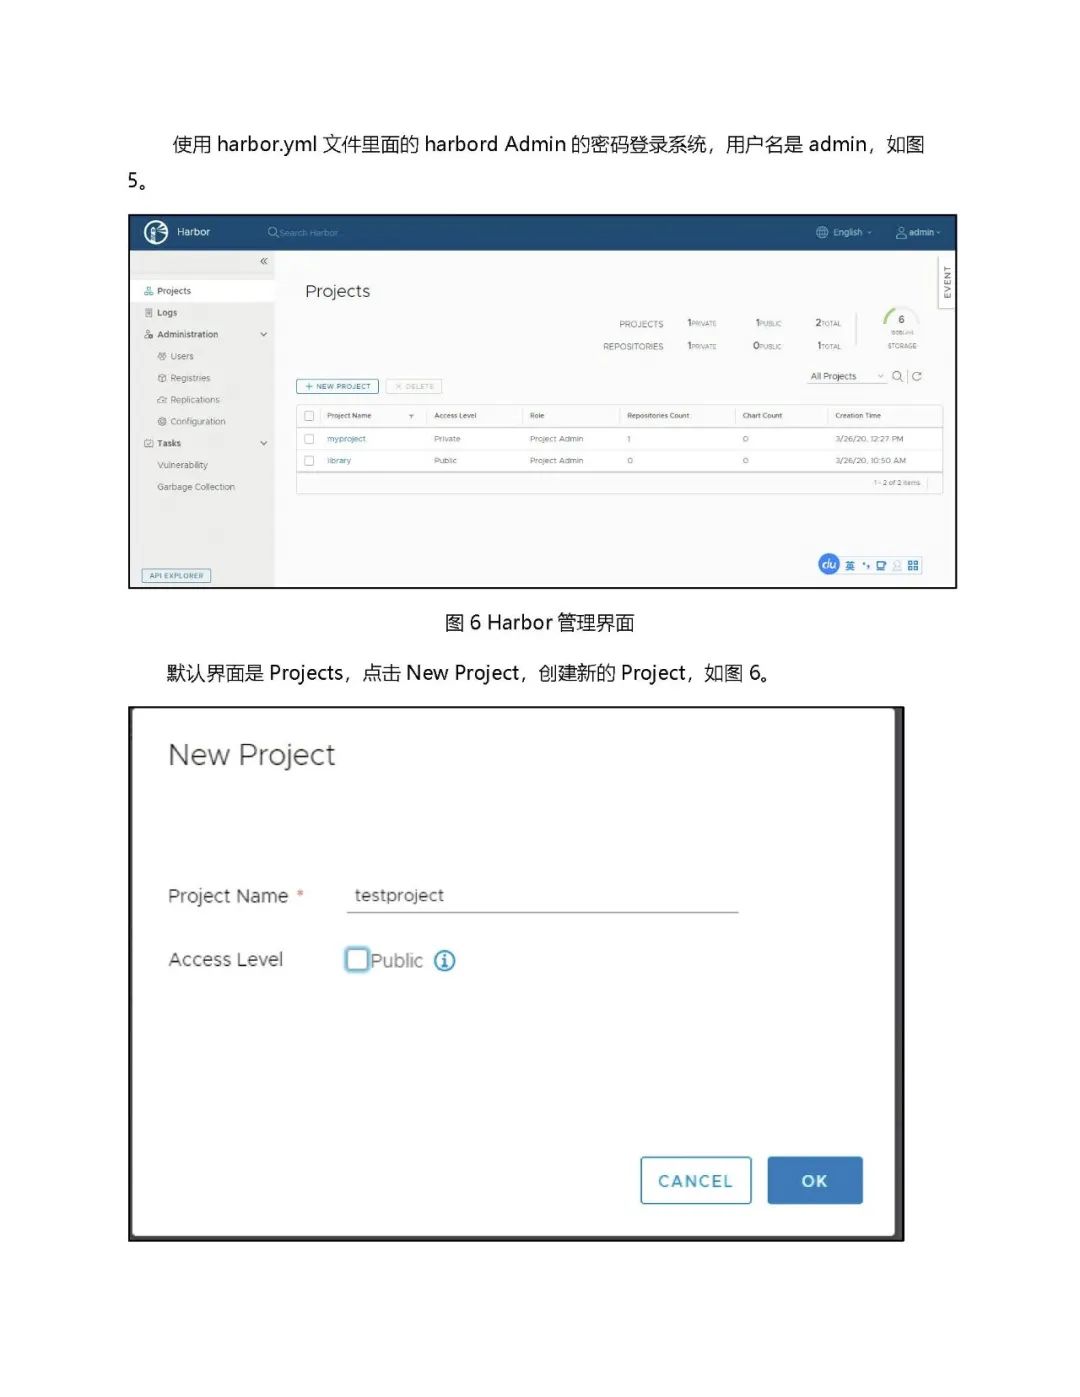 使用 harbor.yml 文件里面的 harbord Admin 的密码登录系统，用户名是 admin，如图
5。
Harbor
Search Harbor...
English
admin
«
EVENT
Projects
Logs
Administration
Users
Registries
Replications
Configuration
Tasks
Vulnerability
Garbage Collection
API EXPLORER
Projects
PROJECTS 1PRIVATE 1PUBLIC 2TOTAL
REPOSITORIES 1PRIVATE 0PUBLIC 1TOTAL
6
STORAGE
All Projects
+ NEW PROJECT
× DELETE
Project Name Access Level Role Repositories Count Chart Count Creation Time
myproject Private Project Admin 1 0 3/26/20, 12:27 PM
library Public Project Admin 0 0 3/26/20, 10:50 AM
1 - 2 of 2 items
du 英
图 6 Harbor 管理界面
默认界面是 Projects，点击 New Project，创建新的 Project，如图 6。
New Project
Project Name * testproject
Access Level Public
CANCEL OK